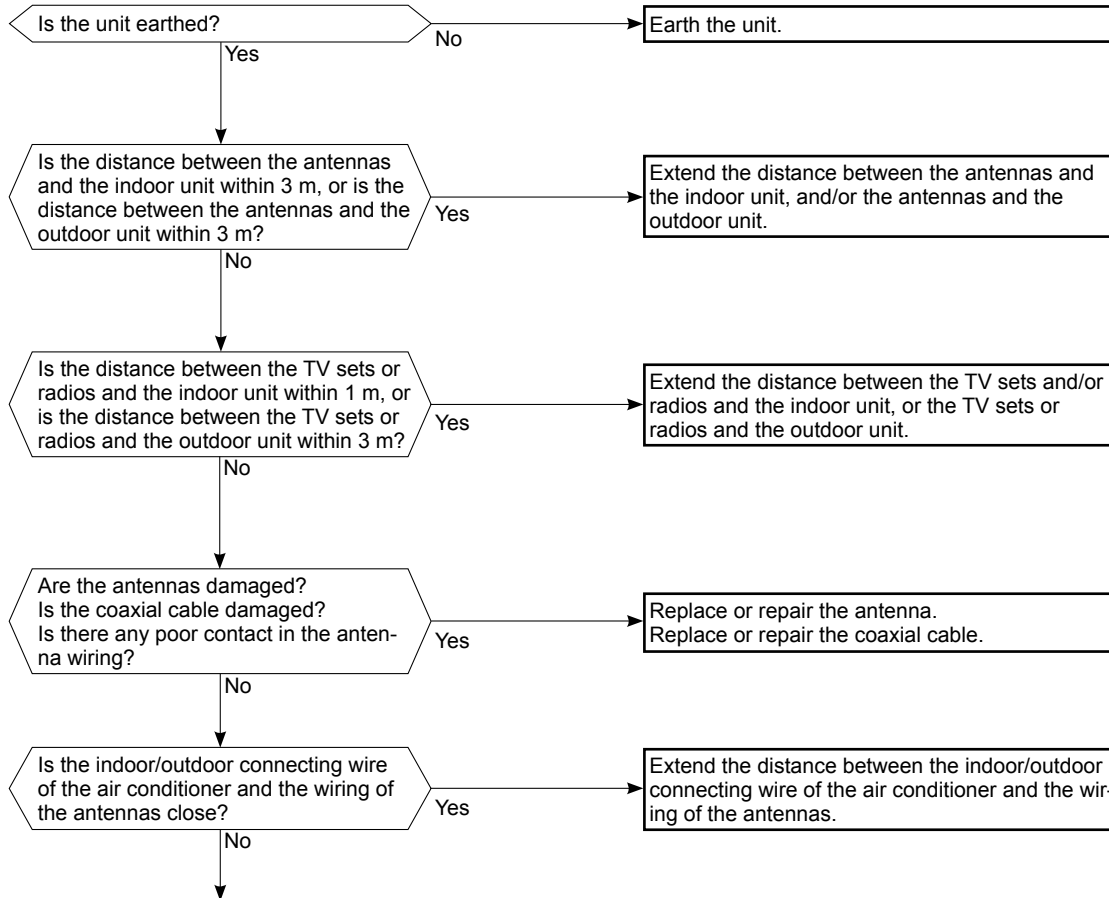 Is the unit earthed?
No
Earth the unit.
Yes
Is the distance between the antennas
and the indoor unit within 3 m, or is the
distance between the antennas and the
outdoor unit within 3 m?
Yes
Extend the distance between the antennas and
the indoor unit, and/or the antennas and the
outdoor unit.
No
Is the distance between the TV sets or
radios and the indoor unit within 1 m, or
is the distance between the TV sets or
radios and the outdoor unit within 3 m?
Yes
Extend the distance between the TV sets and/or
radios and the indoor unit, or the TV sets or
radios and the outdoor unit.
No
Are the antennas damaged?
Is the coaxial cable damaged?
Is there any poor contact in the anten-
na wiring?
Yes
Replace or repair the antenna.
Replace or repair the coaxial cable.
No
Is the indoor/outdoor connecting wire
of the air conditioner and the wiring of
the antennas close?
Yes
Extend the distance between the indoor/outdoor
connecting wire of the air conditioner and the wir-
ing of the antennas.
No